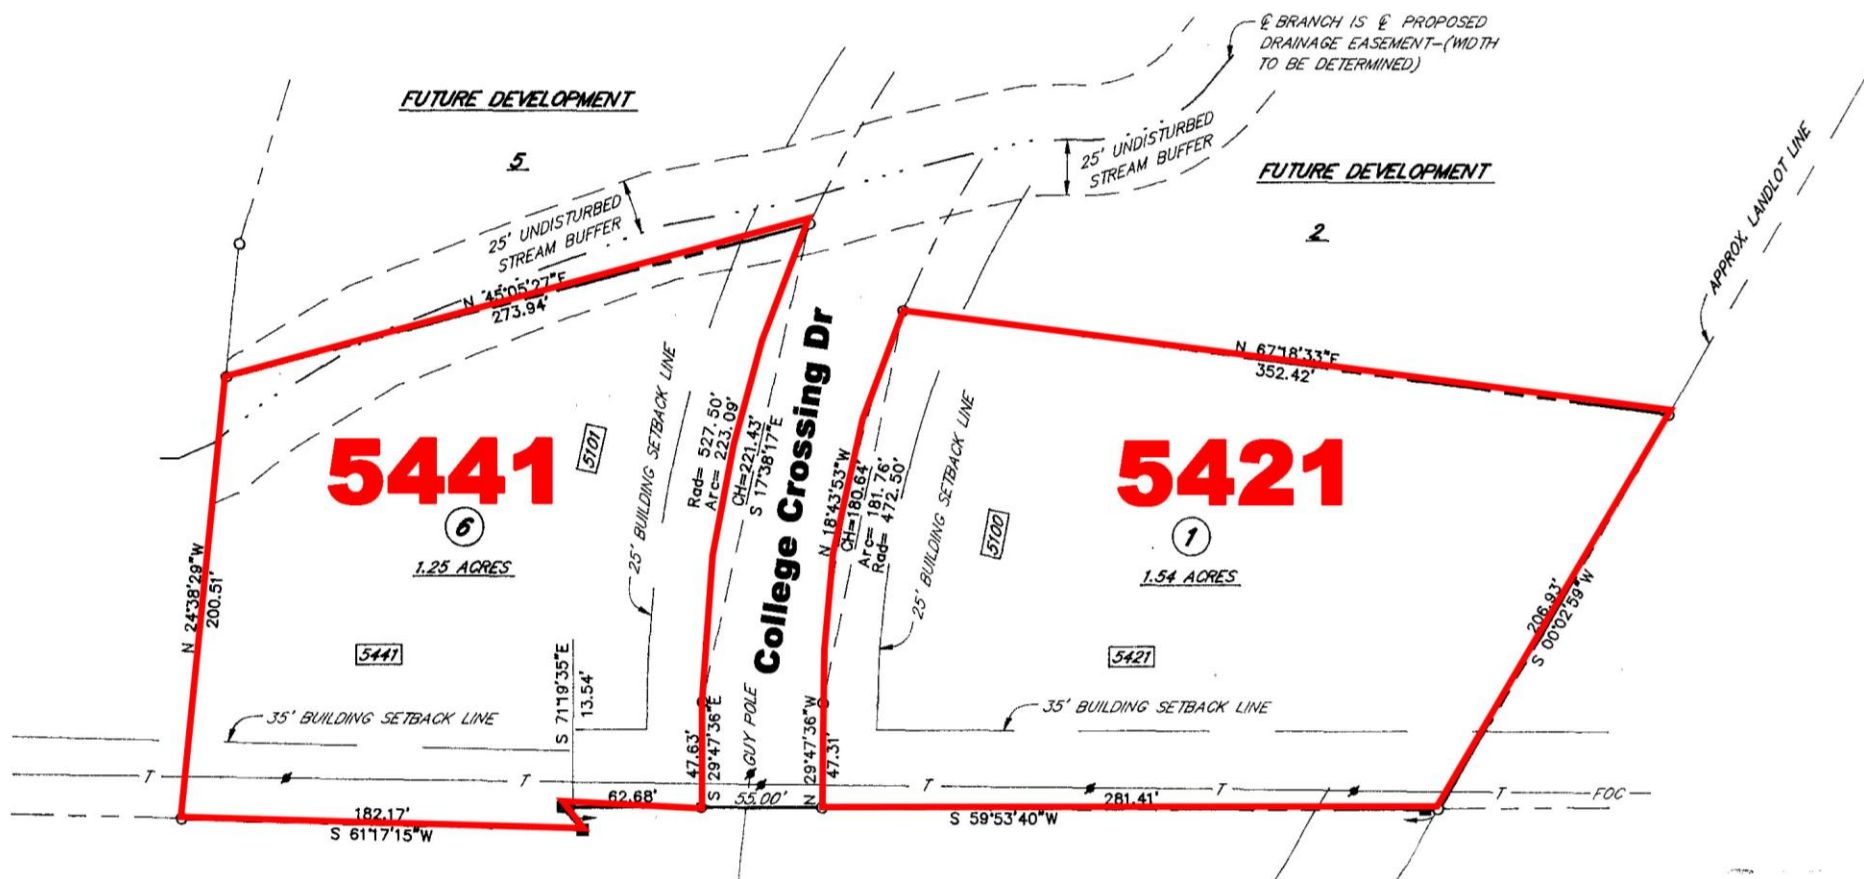 ℄ BRANCH IS ℄ PROPOSED
DRAINAGE EASEMENT-(WIDTH
TO BE DETERMINED)
FUTURE DEVELOPMENT
5
25' UNDISTURBED
STREAM BUFFER
25' UNDISTURBED
STREAM BUFFER
FUTURE DEVELOPMENT
2
APPROX. LANDLOT LINE
N 45°05'27"E
273.94'
N 67°18'33"E
352.42'
5441
6
1.25 ACRES
5101
25' BUILDING SETBACK LINE
Rad= 527.50'
Arc= 223.09'
CH=221.43'
S 17°38'17"E
College Crossing Dr
N 18°43'53"W
CH=180.64'
Arc= 181.76'
Rad= 472.50'
25' BUILDING SETBACK LINE
5100
5421
1
1.54 ACRES
N 24°38'29"W
200.51'
206.93'
S 00°02'59"W
5441
5421
S 71°19'35"E
13.54'
35' BUILDING SETBACK LINE
35' BUILDING SETBACK LINE
47.63'
S 29°47'36"E
GUY POLE
N 29°47'36"W
47.31'
T
T
T
T
T
FOC
182.17'
S 61°17'15"W
62.68'
55.00'
281.41'
S 59°53'40"W